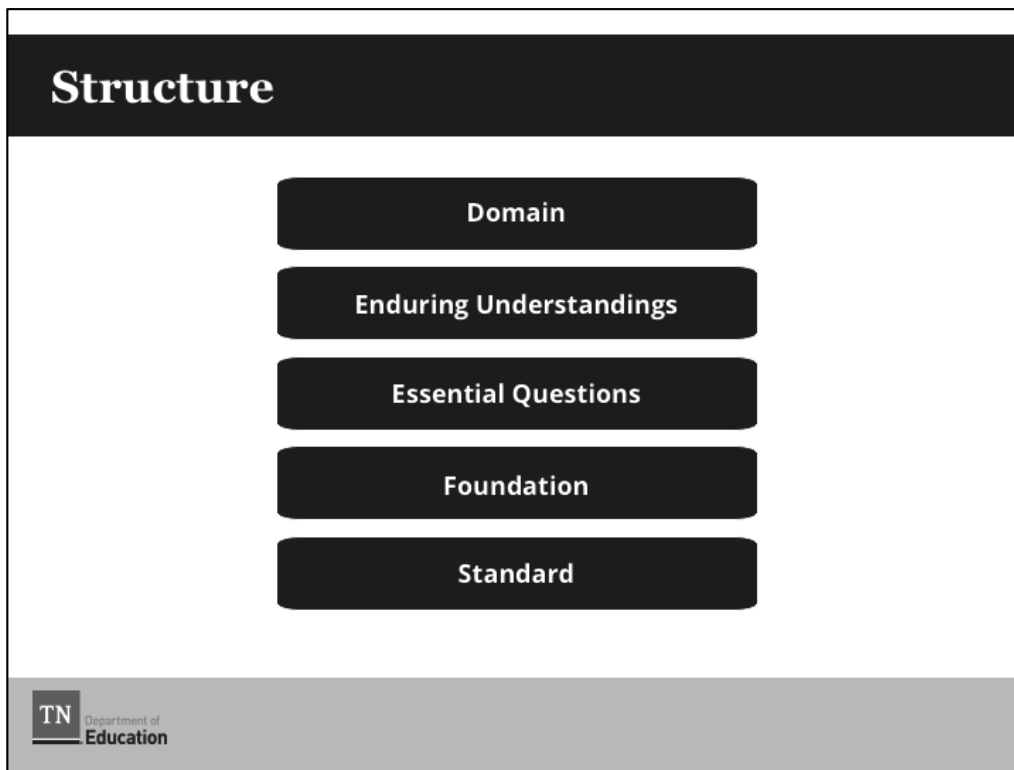 Structure
Domain
Enduring Understandings
Essential Questions
Foundation
Standard
TN
Department of
Education